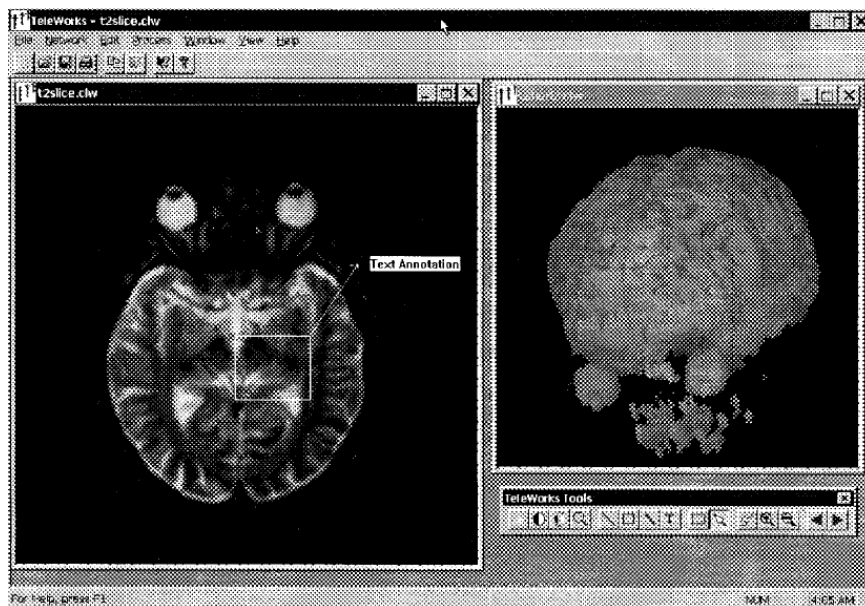 TeleWorks - t2slice.clw
File Network Edit Process Window View Help
t2slice.clw
Text Annotation
TeleWorks Tools
For Help, press F1
NUM
4:05 AM